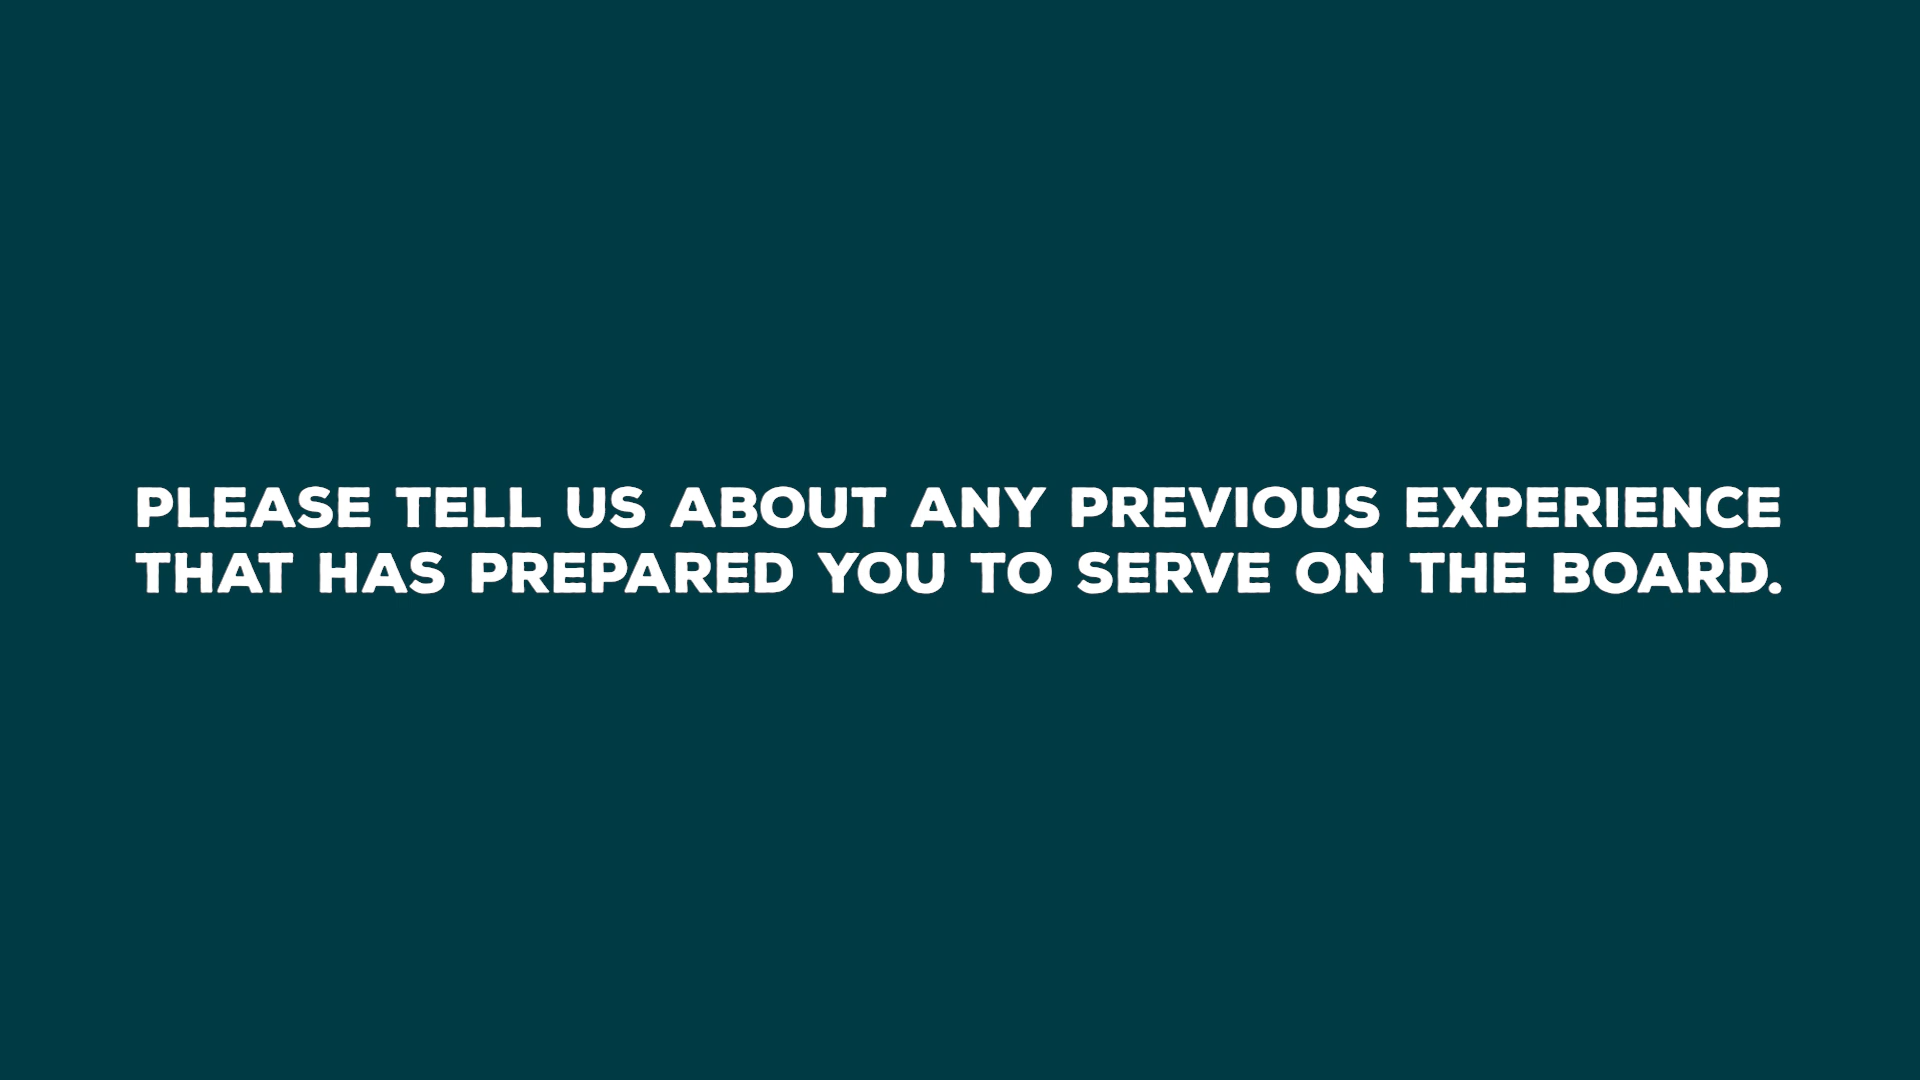 PLEASE TELL US ABOUT ANY PREVIOUS EXPERIENCE
THAT HAS PREPARED YOU TO SERVE ON THE BOARD.